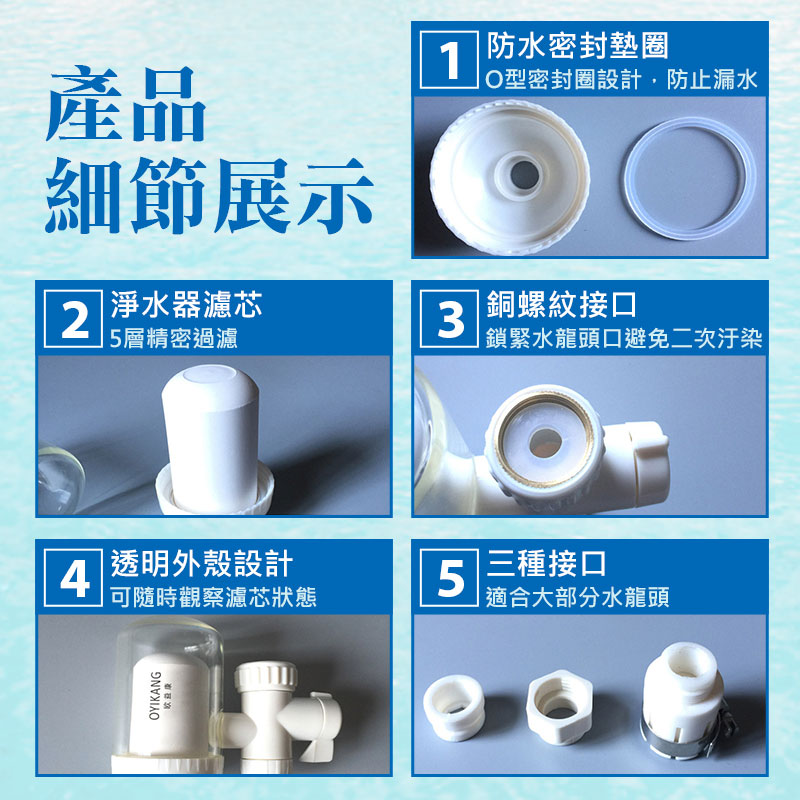 產品
細節展示
1
防水密封墊圈
O型密封圈設計，防止漏水
2
淨水器濾芯
5層精密過濾
3
銅螺紋接口
鎖緊水龍頭口避免二次汙染
4
透明外殼設計
可隨時觀察濾芯狀態
OYIKANG
欧益康
5
三種接口
適合大部分水龍頭